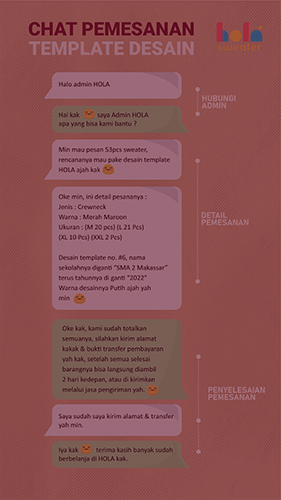 CHAT PEMESANAN
TEMPLATE DESAIN
hola
sweater
Halo admin HOLA
HUBUNGI
ADMIN
Hai kak saya Admin HOLA
apa yang bisa kami bantu ?
Min mau pesan 53pcs sweater,
rencananya mau pake desain template
HOLA ajah kak
Oke min, ini detail pesananya :
Jenis : Crewneck
Warna : Merah Maroon
Ukuran : (M 20 pcs) (L 21 Pcs)
(XL 10 Pcs) (XXL 2 Pcs)
Desain template no. #6, nama
sekolahnya diganti "SMA 2 Makassar"
terus tahunnya di ganti "2022"
Warna desainnya Putih ajah yah
min
DETAIL
PEMESANAN
Oke kak, kami sudah totalkan
semuanya, silahkan kirim alamat
kakak & bukti transfer pembayaran
yah kak, setelah semua selesai
barangnya bisa langsung diambil
2 hari kedepan, atau di kirimkan
melalui jasa pengiriman yah.
PENYELESAIAN
PEMESANAN
Saya sudah saya kirim alamat & transfer
yah min.
Iya kak terima kasih banyak sudah
berbelanja di HOLA kak.